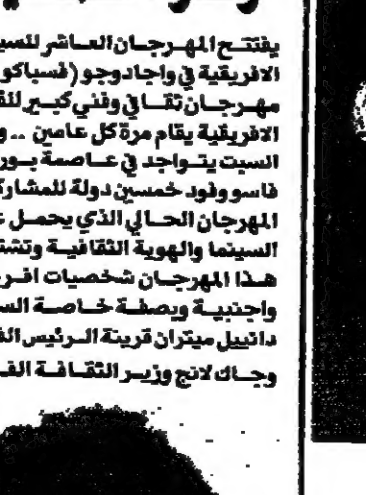 يفتتح المهرجان العاشر للسي
الافريقية في واجادوجو (فسباكو
مهرجان ثقافي وفني كبير للق
الافريقية يقام مرة كل عامين .. و
السبت يتواجد في عاصمة بور
فاسو وفود خمسين دولة للمشارك
المهرجان الحالي الذي يحمل ع
السينما والهوية الثقافية وتشت
هذا المهرجان شخصيات افر
واجنبية وبصفة خاصة الس
دانييل ميتران قرينة الرئيس الف
وجاك لانج وزير الثقافة الف